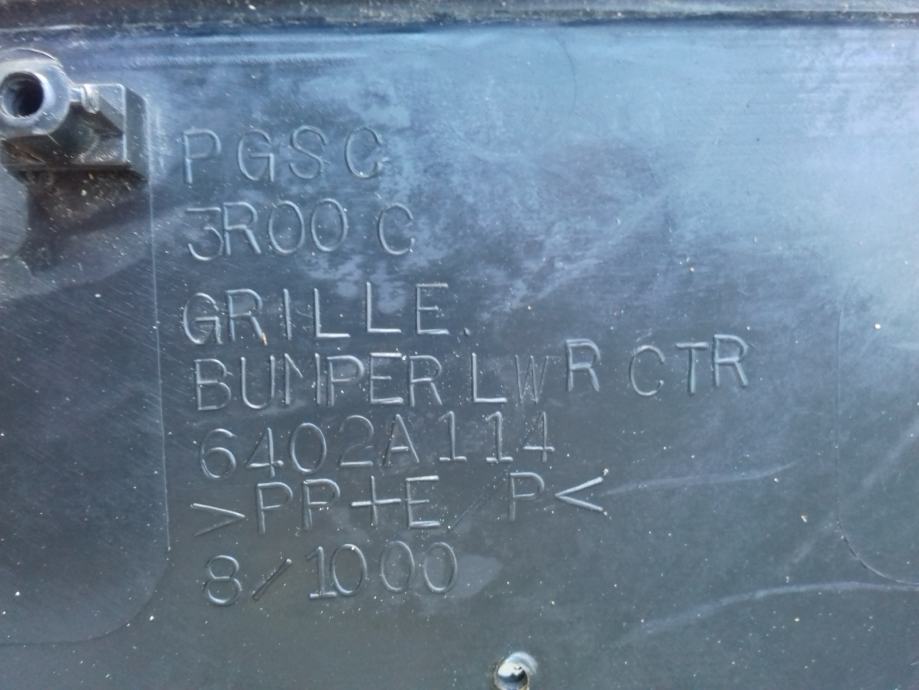 PGSC
3R00 C
GRILLE.
BUMPER LWR CTR
6402A114
>PP+E/P<
8/1000